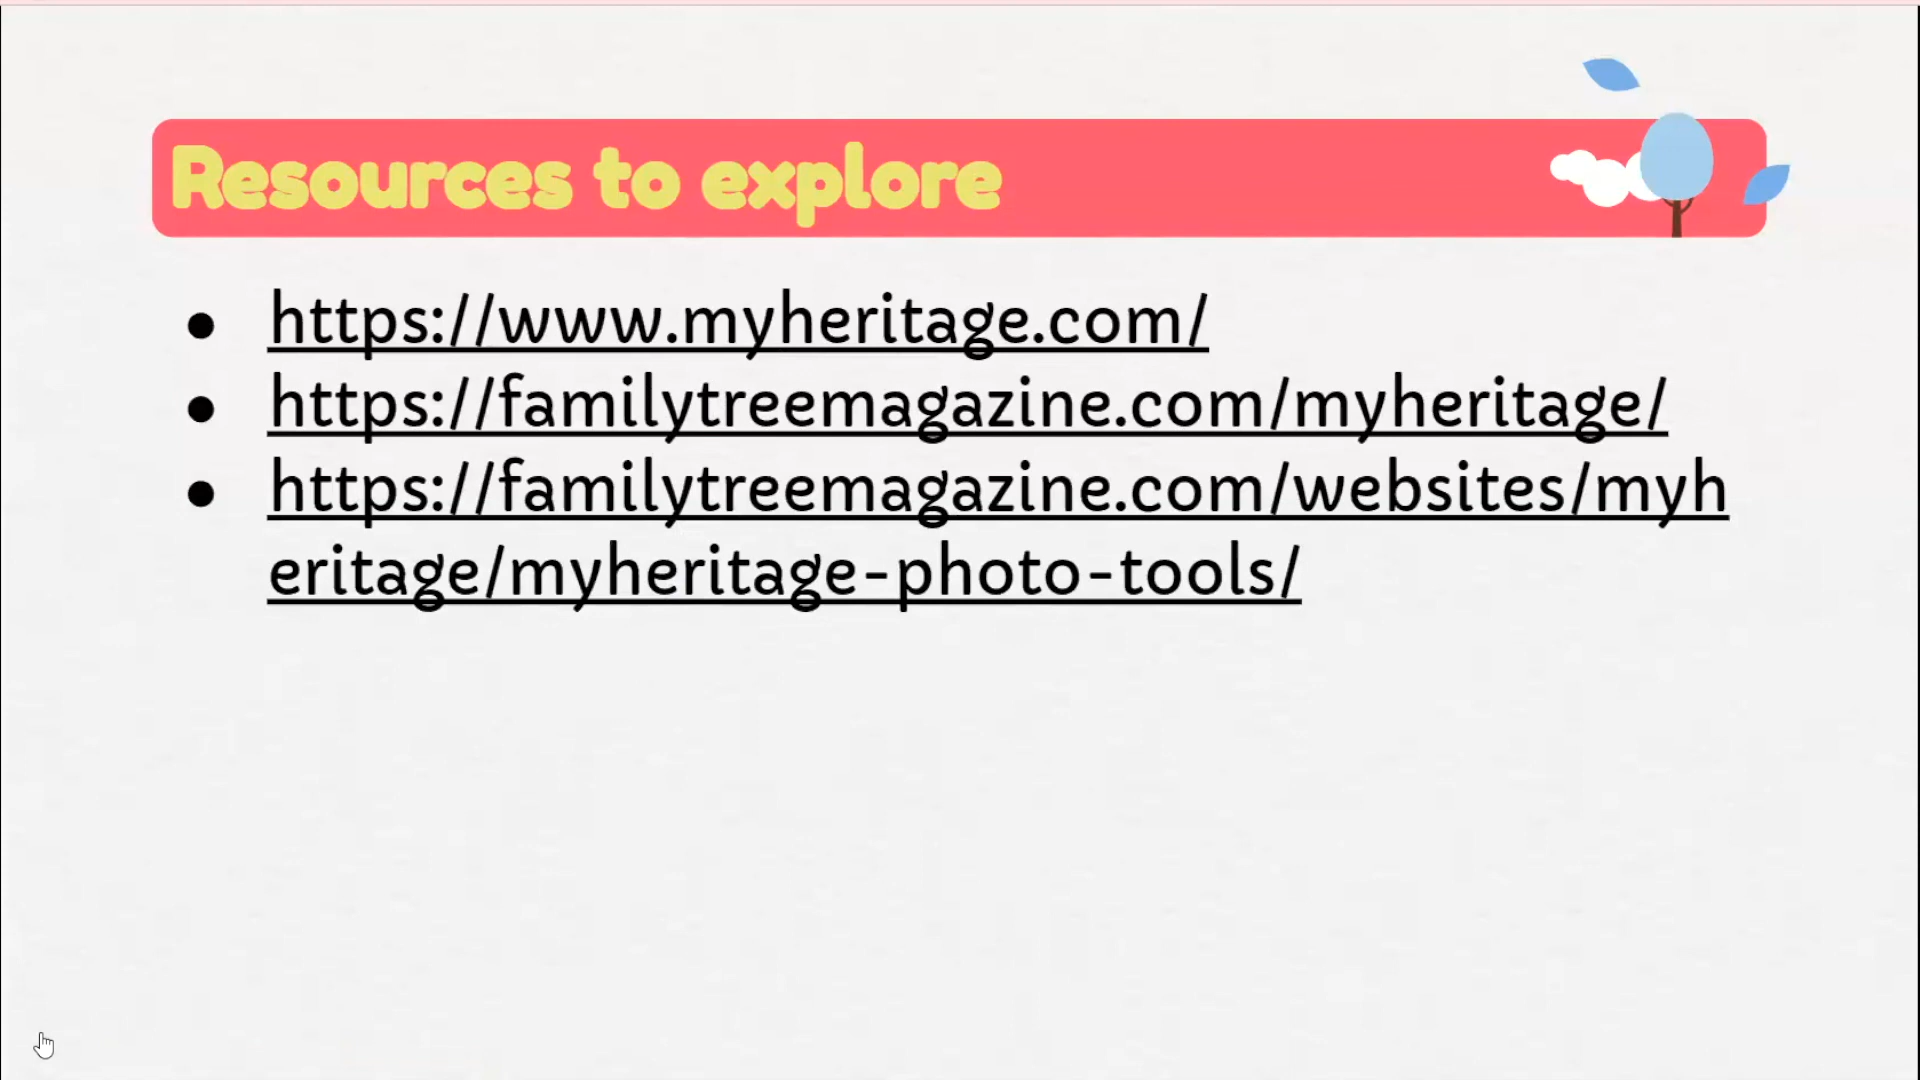 Resources to explore
● https://www.myheritage.com/
● https://familytreemagazine.com/myheritage/
● https://familytreemagazine.com/websites/myh
eritage/myheritage-photo-tools/